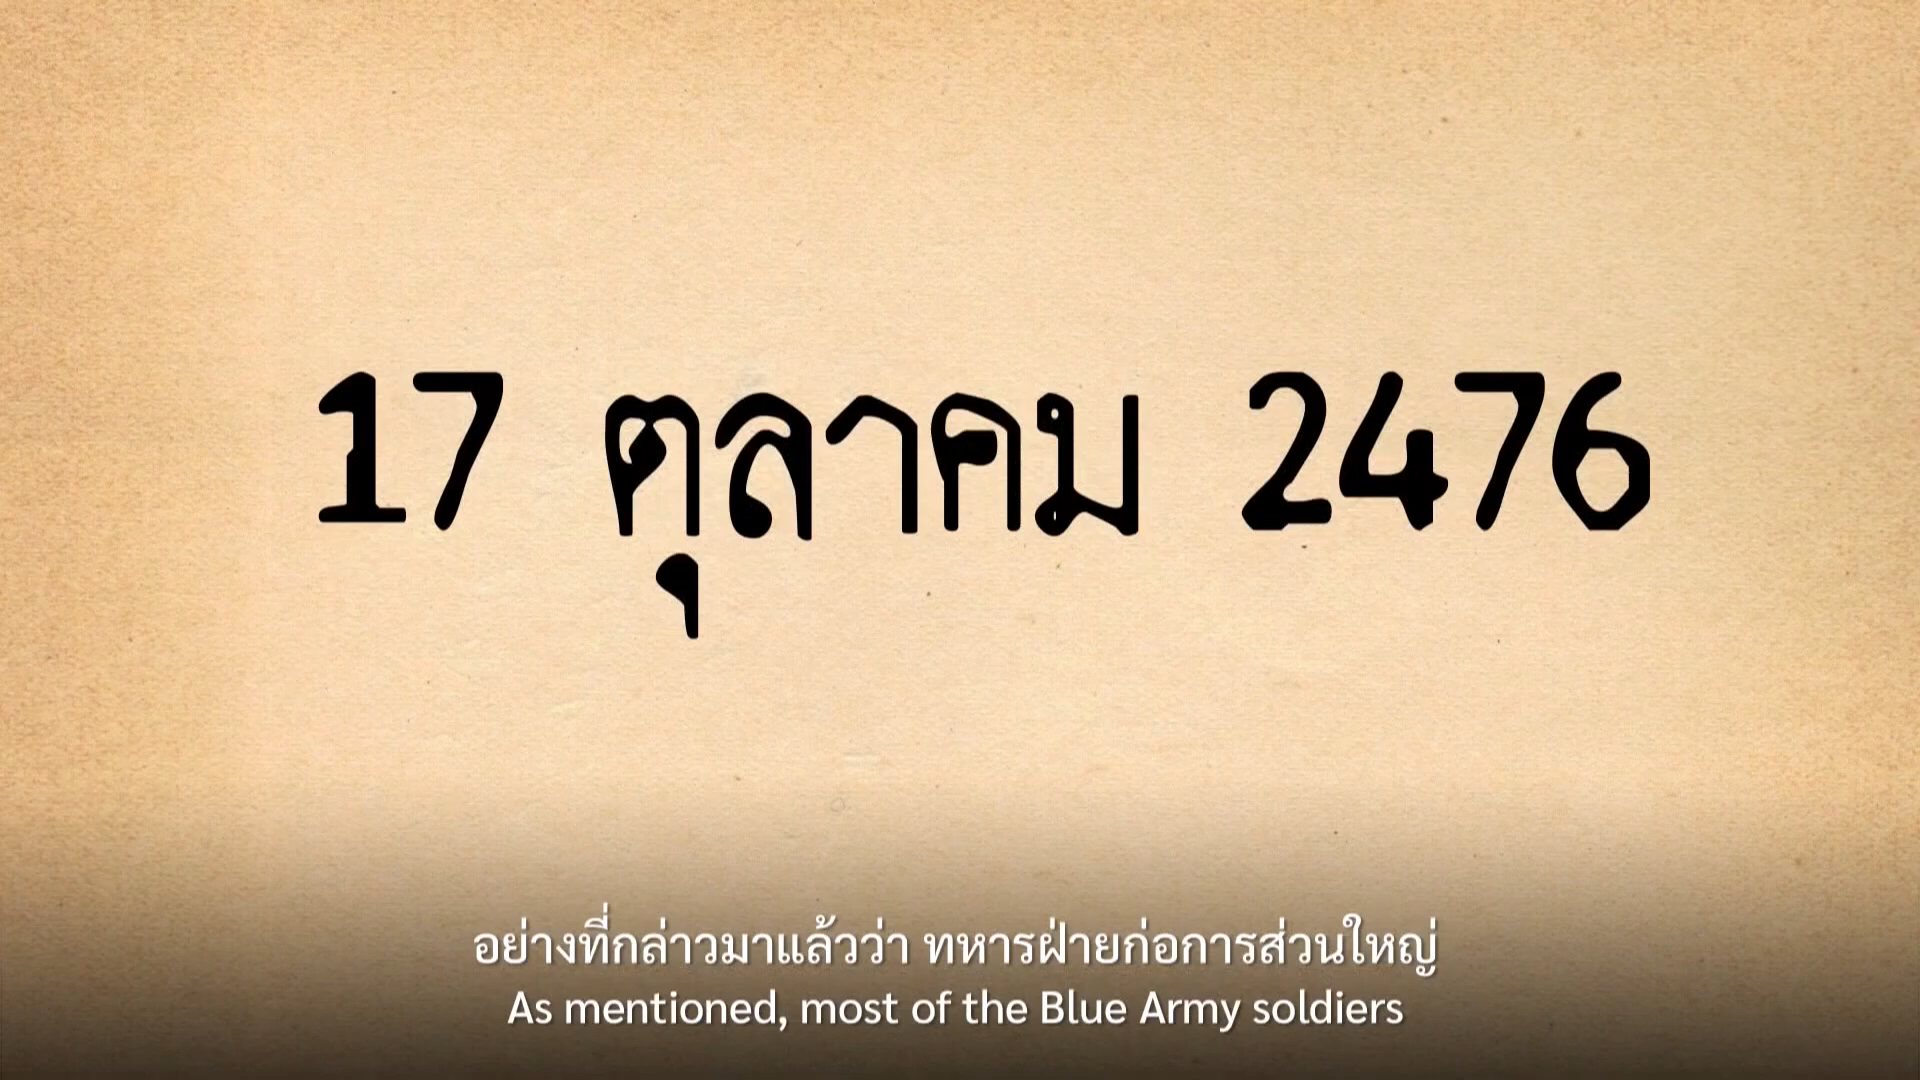 17 ตุลาคม 2476
อย่างที่กล่าวมาแล้วว่า ทหารฝ่ายก่อการส่วนใหญ่
As mentioned, most of the Blue Army soldiers